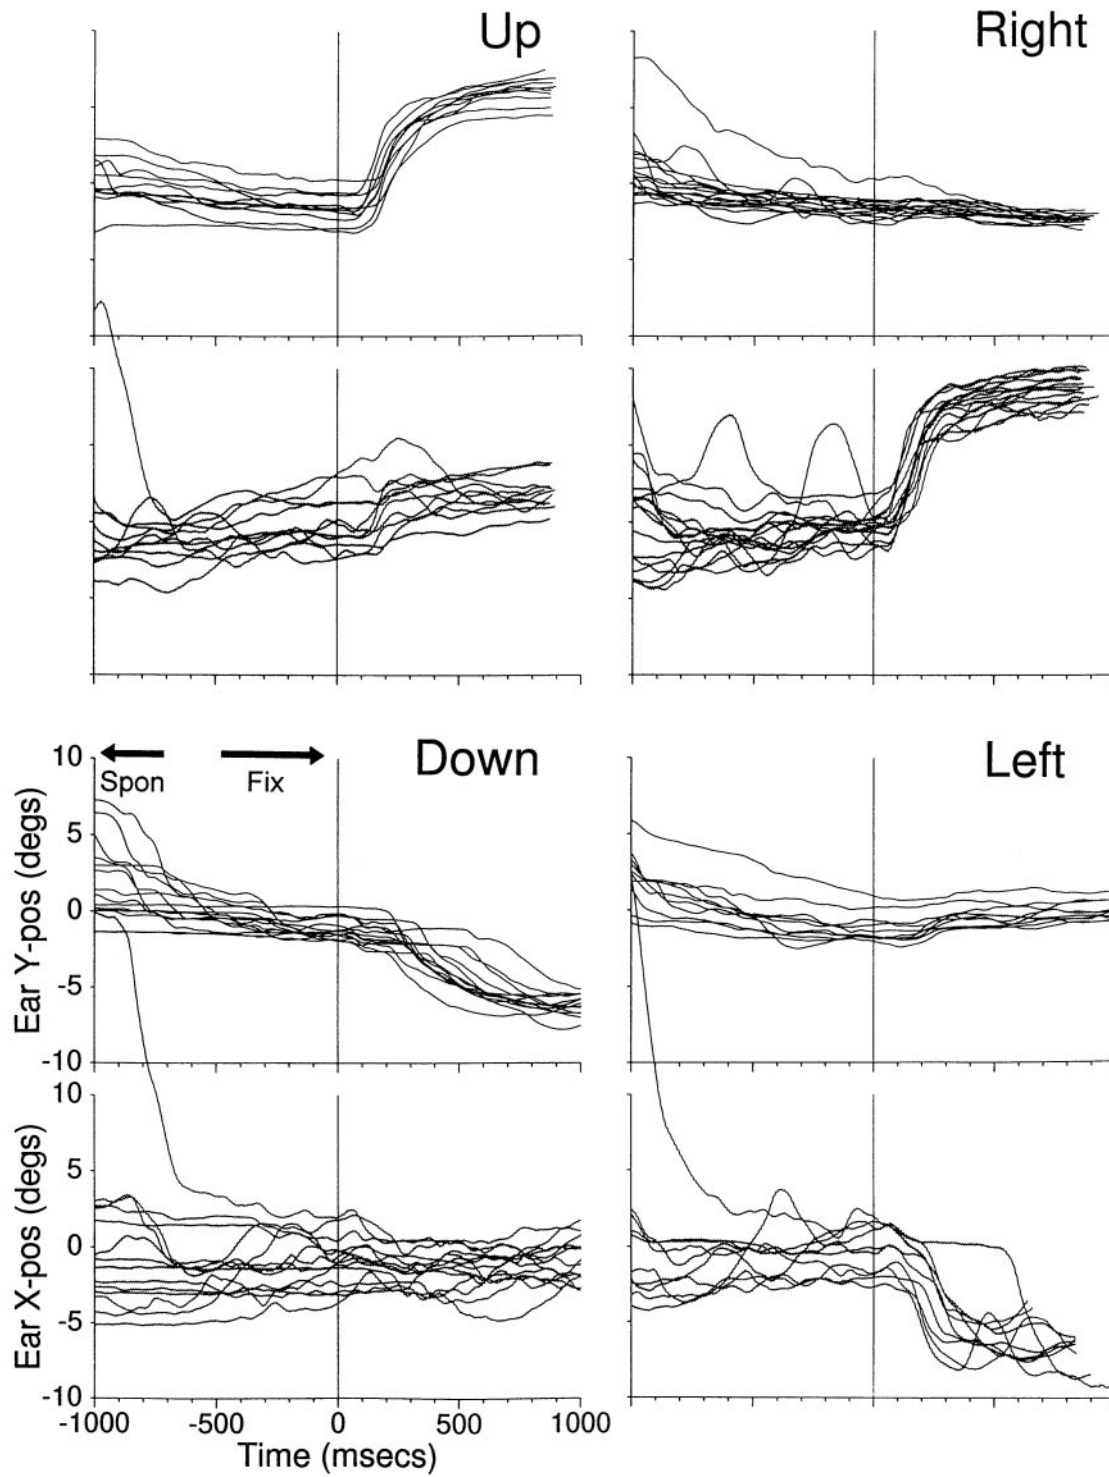 Up
Right
Down
Left
Spon
Fix
Ear Y-pos (degs)
10
5
0
-5
-10
Ear X-pos (degs)
10
5
0
-5
-10
-1000 -500 0 500 1000
Time (msecs)